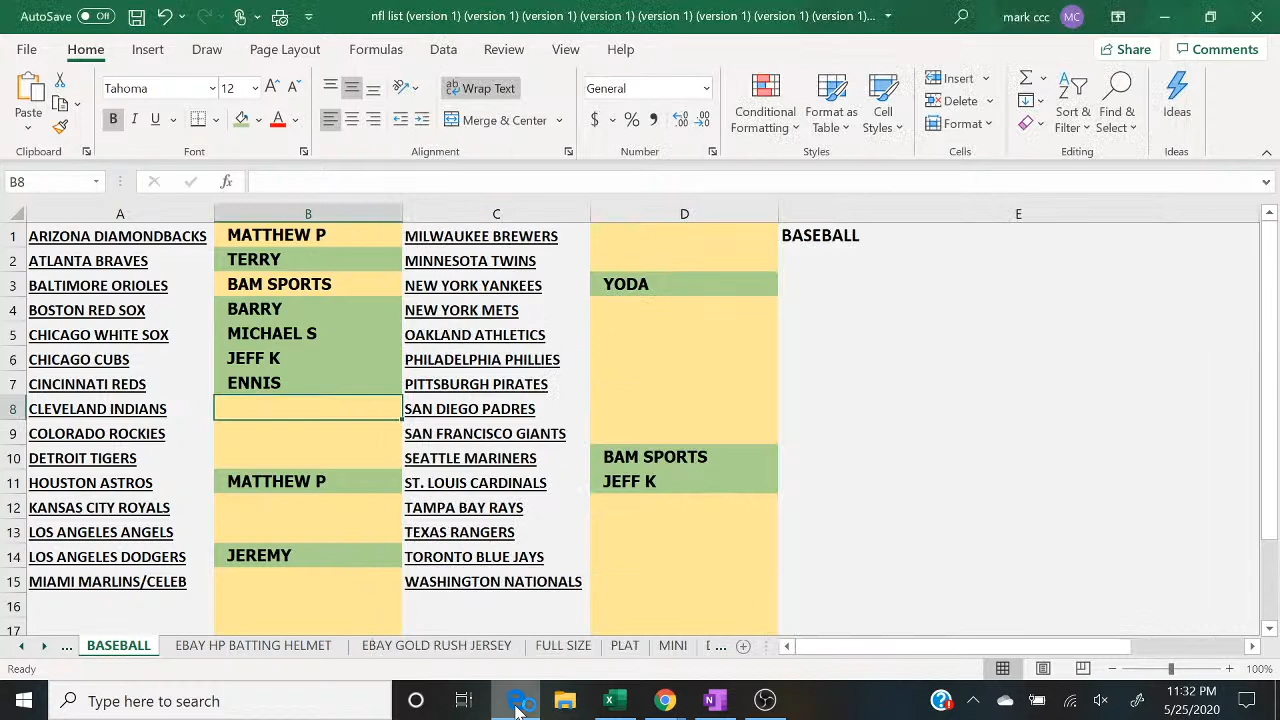 AutoSave Off nfl list (version 1) (version 1) (version 1) (version 1) (version 1) (version 1) (version 1)... mark ccc MC
File Home Insert Draw Page Layout Formulas Data Review View Help Share Comments
Tahoma 12 ab Wrap Text General Insert Delete Format
Paste B I U Merge & Center $ % Conditional Formatting Format as Table Cell Styles Sort & Filter Find & Select Ideas
Clipboard Font Alignment Number Styles Cells Editing Ideas
B8 fx
A B C D E
1 ARIZONA DIAMONDBACKS MATTHEW P MILWAUKEE BREWERS BASEBALL
2 ATLANTA BRAVES TERRY MINNESOTA TWINS
3 BALTIMORE ORIOLES BAM SPORTS NEW YORK YANKEES YODA
4 BOSTON RED SOX BARRY NEW YORK METS
5 CHICAGO WHITE SOX MICHAEL S OAKLAND ATHLETICS
6 CHICAGO CUBS JEFF K PHILADELPHIA PHILLIES
7 CINCINNATI REDS ENNIS PITTSBURGH PIRATES
8 CLEVELAND INDIANS SAN DIEGO PADRES
9 COLORADO ROCKIES SAN FRANCISCO GIANTS
10 DETROIT TIGERS SEATTLE MARINERS BAM SPORTS
11 HOUSTON ASTROS MATTHEW P ST. LOUIS CARDINALS JEFF K
12 KANSAS CITY ROYALS TAMPA BAY RAYS
13 LOS ANGELES ANGELS TEXAS RANGERS
14 LOS ANGELES DODGERS JEREMY TORONTO BLUE JAYS
15 MIAMI MARLINS/CELEB WASHINGTON NATIONALS
16
17
... BASEBALL EBAY HP BATTING HELMET EBAY GOLD RUSH JERSEY FULL SIZE PLAT MINI ...
Ready 100%
Type here to search 11:32 PM
5/25/2020